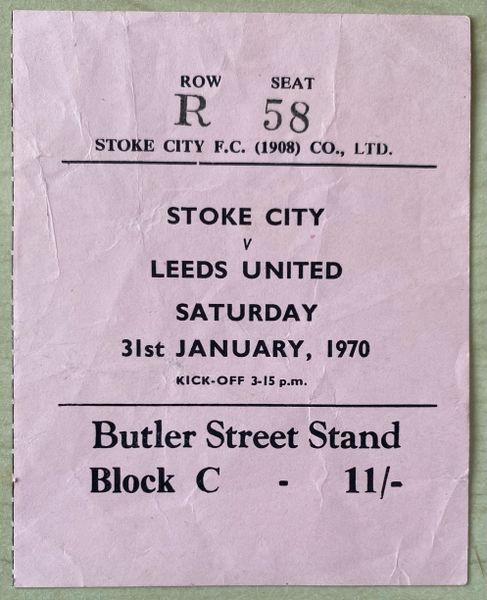 ROW SEAT
R 58
STOKE CITY F.C. (1908) CO., LTD.
STOKE CITY
v
LEEDS UNITED
SATURDAY
31st JANUARY, 1970
KICK-OFF 3-15 p.m.
Butler Street Stand
Block C - 11/-